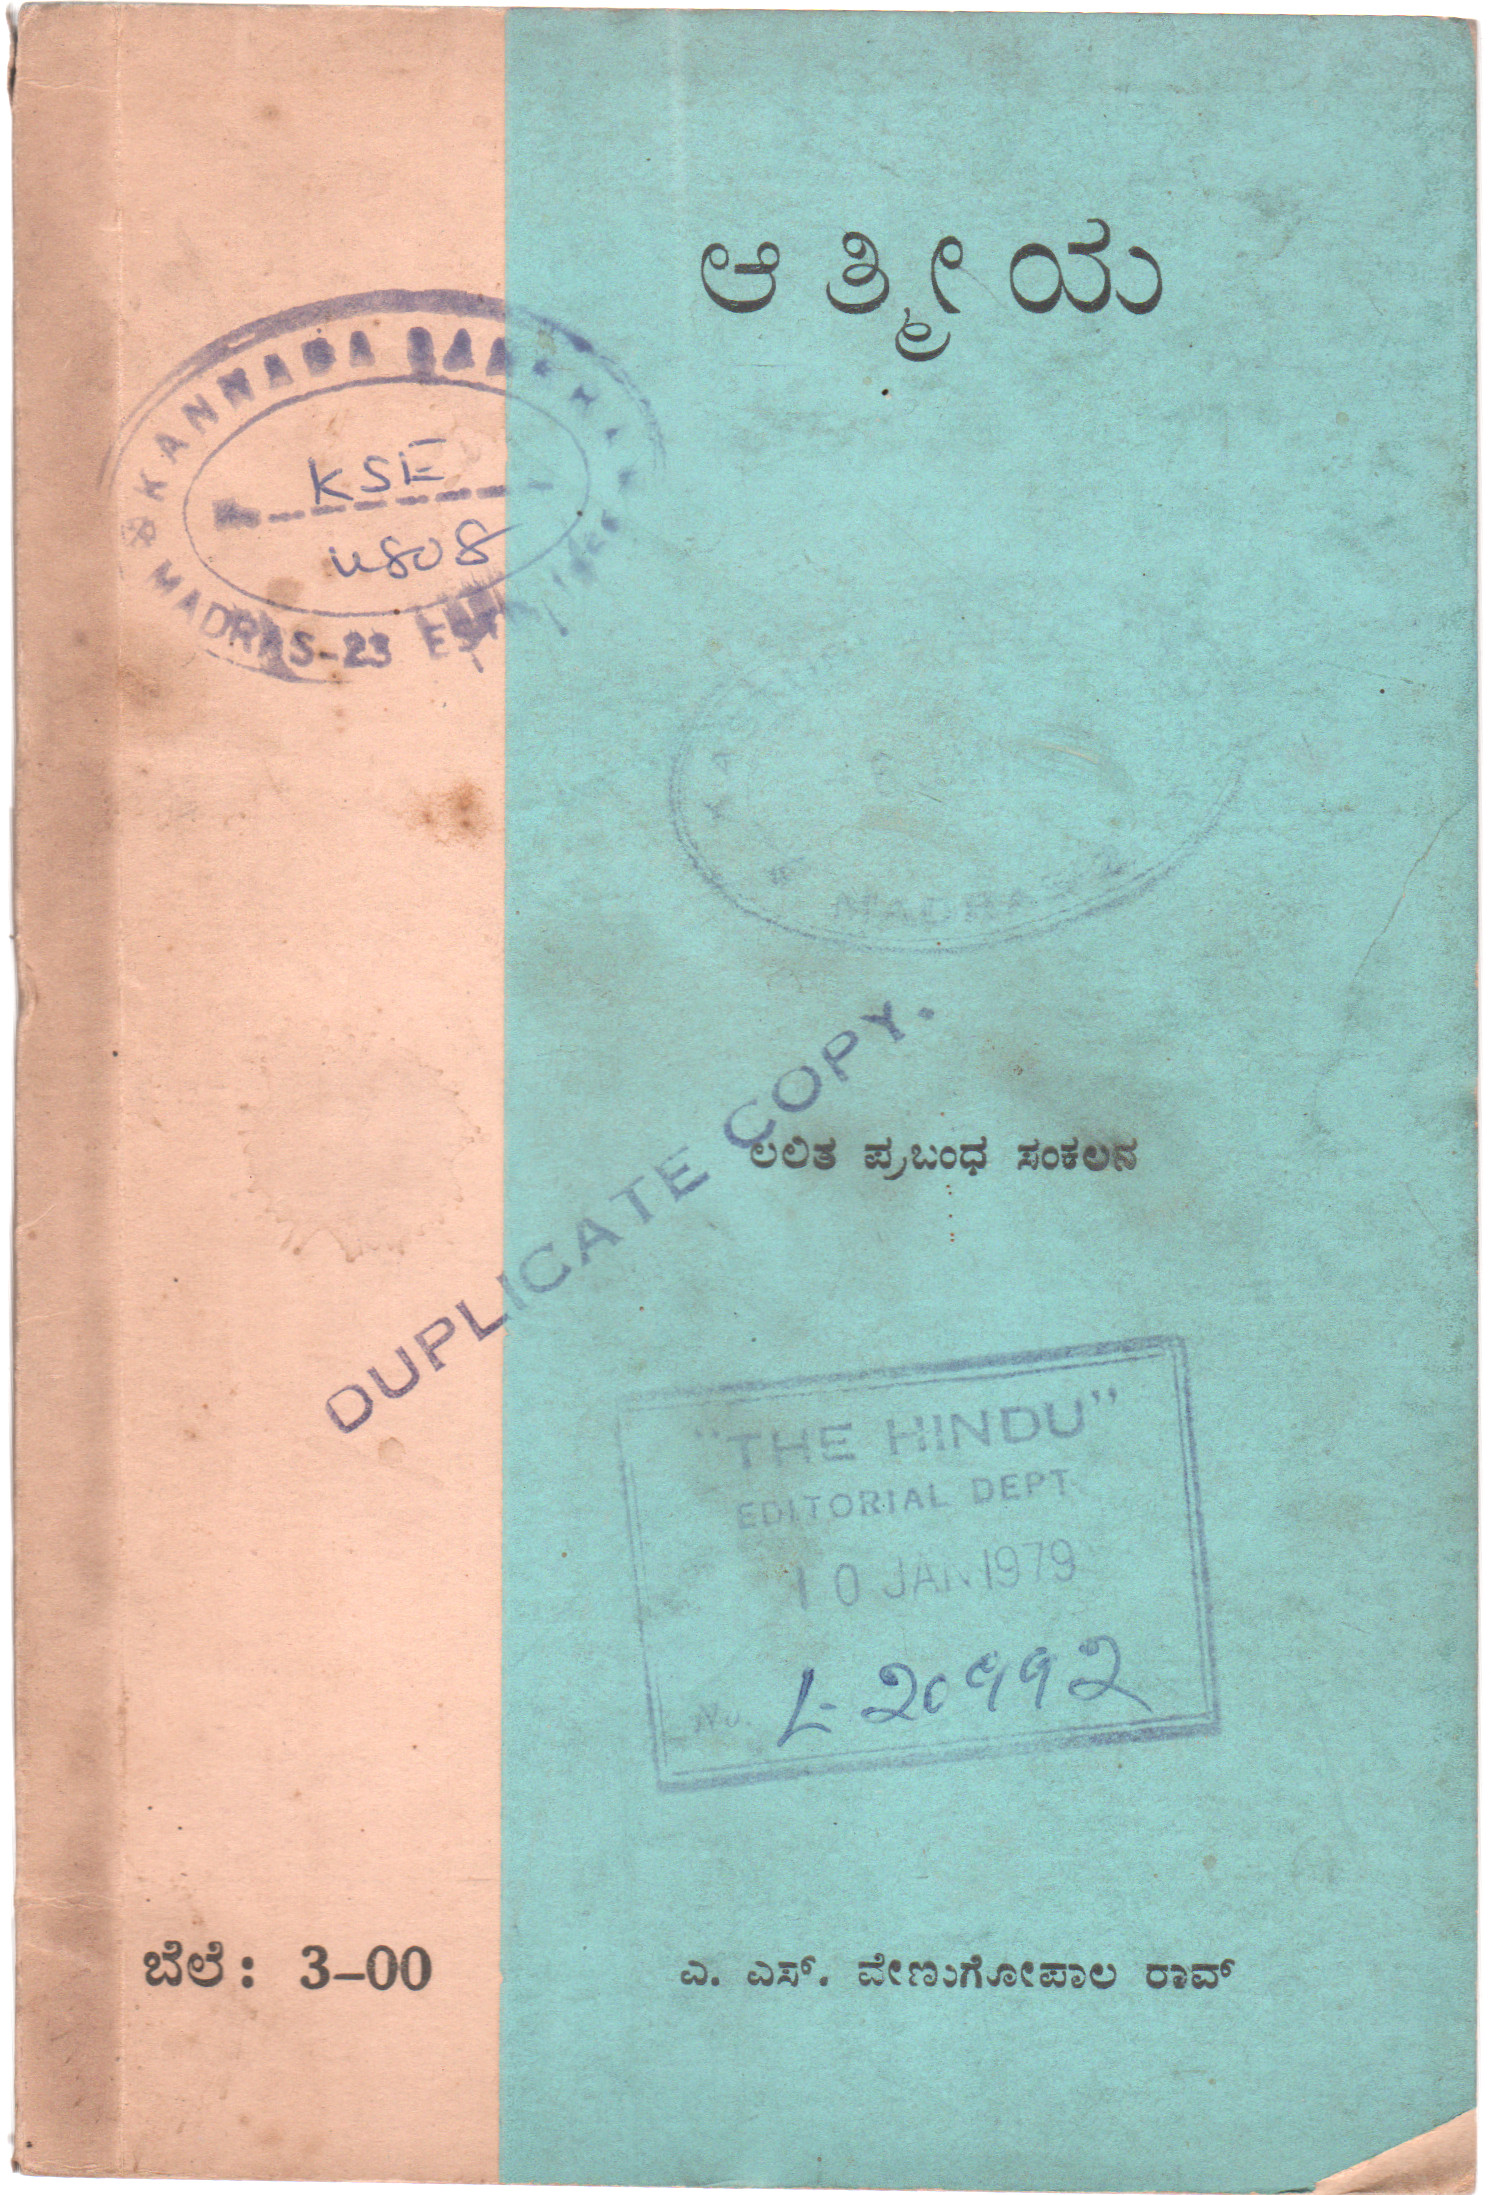 ಆತ್ಮೀಯ
KANNADA
KSE
MADRAS-23
MADRA
DUPLICATE COPY.
ಲಲಿತ ಪ್ರಬಂಧ ಸಂಕಲನ
"THE HINDU"
EDITORIAL DEPT.
10 JAN 1979
No. L-20992
ಬೆಲೆ: 3-00
ಎ. ಎಸ್. ವೇಣುಗೋಪಾಲ ರಾವ್